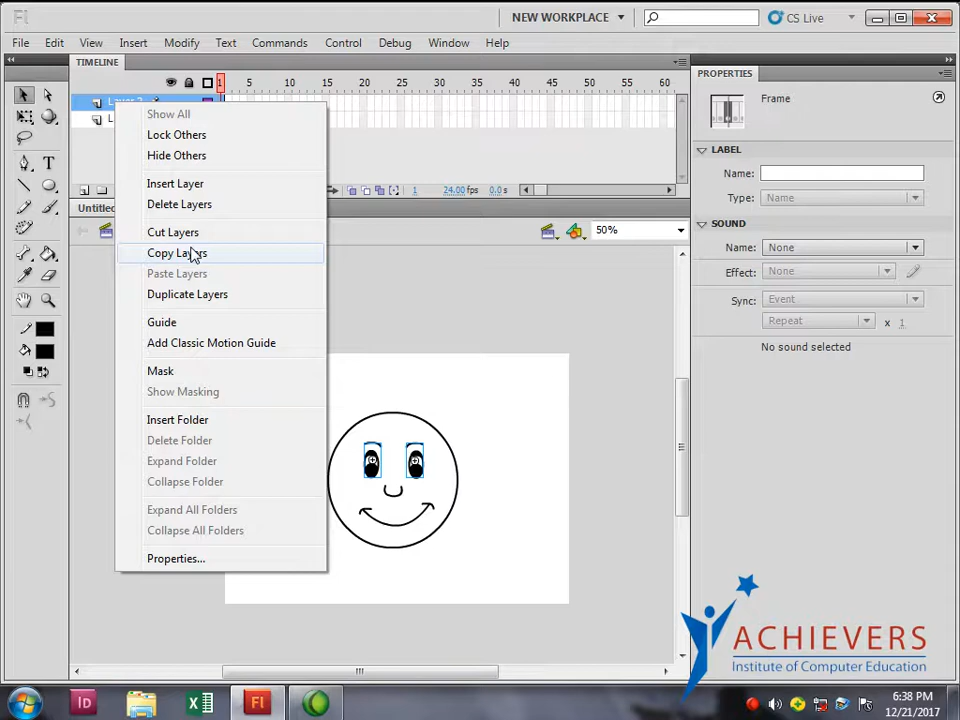 Fl
NEW WORKPLACE
CS Live
File Edit View Insert Modify Text Commands Control Debug Window Help
TIMELINE
1 5 10 15 20 25 30 35 40 45 50 55 60
Show All
Lock Others
Hide Others
Insert Layer
Delete Layers
Cut Layers
Copy Layers
Paste Layers
Duplicate Layers
Guide
Add Classic Motion Guide
Mask
Show Masking
Insert Folder
Delete Folder
Expand Folder
Collapse Folder
Expand All Folders
Collapse All Folders
Properties...
1 24.00 fps 0.0 s
50%
PROPERTIES
Frame
LABEL
Name:
Type: Name
SOUND
Name: None
Effect: None
Sync: Event
Repeat x 1
No sound selected
ACHIEVERS
Institute of Computer Education
Id
Fl
6:38 PM
12/21/2017